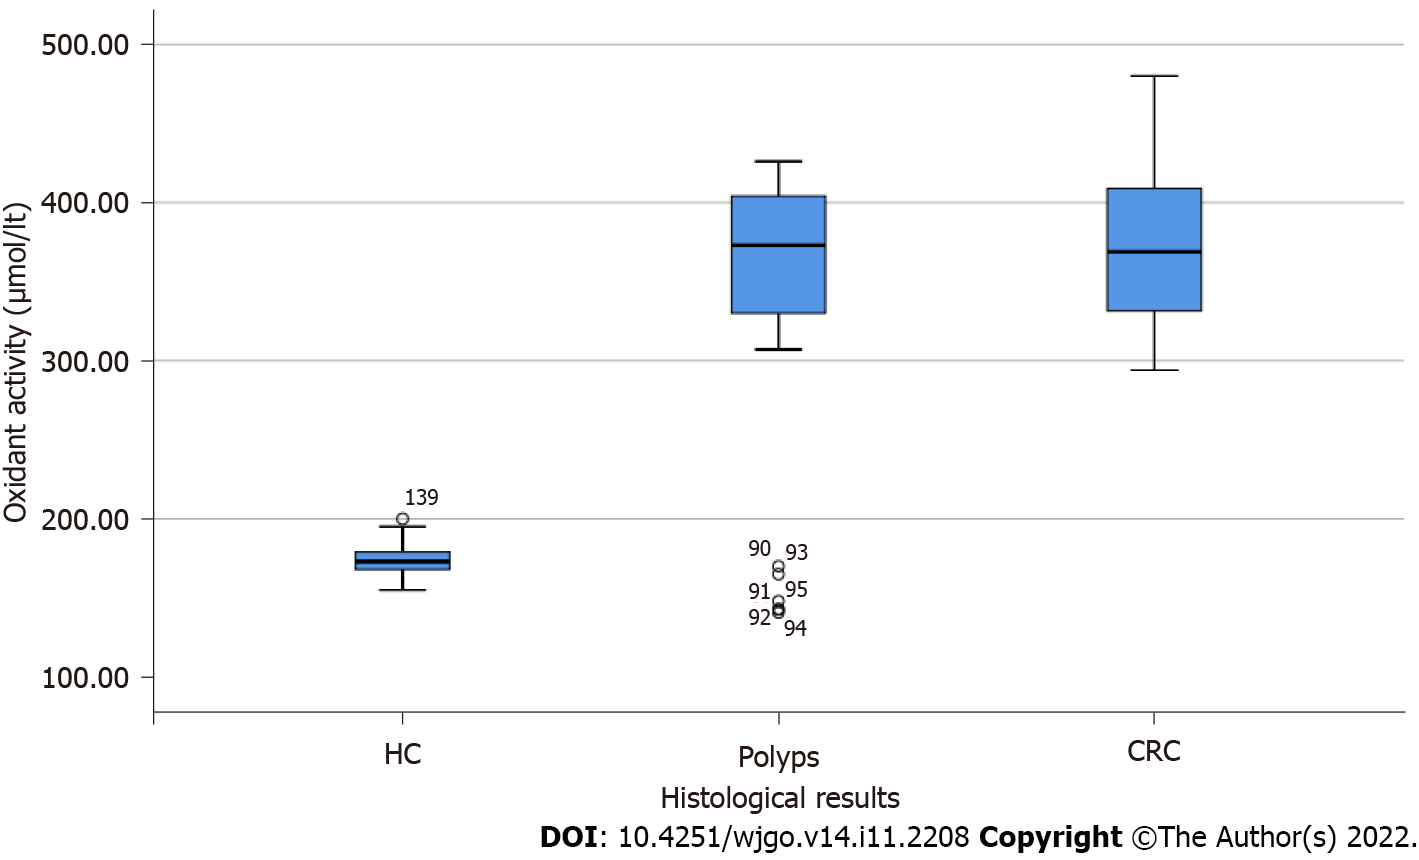 500.00
400.00
300.00
200.00
100.00
Oxidant activity (µmol/lt)
139
90 93
91 95
92 94
HC Polyps CRC
Histological results
DOI: 10.4251/wjgo.v14.i11.2208 Copyright ©The Author(s) 2022.